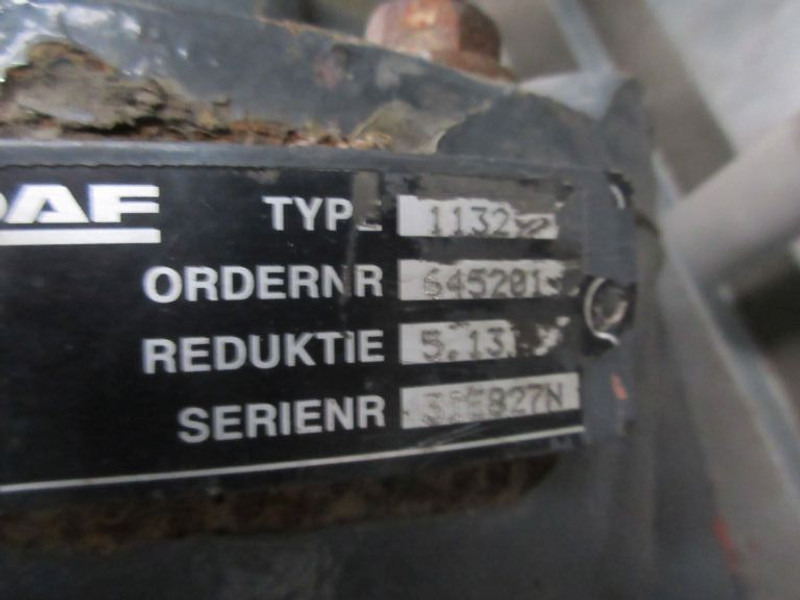 DAF
TYPE 1132
ORDERNR 645201
REDUKTIE 5.13
SERIENR